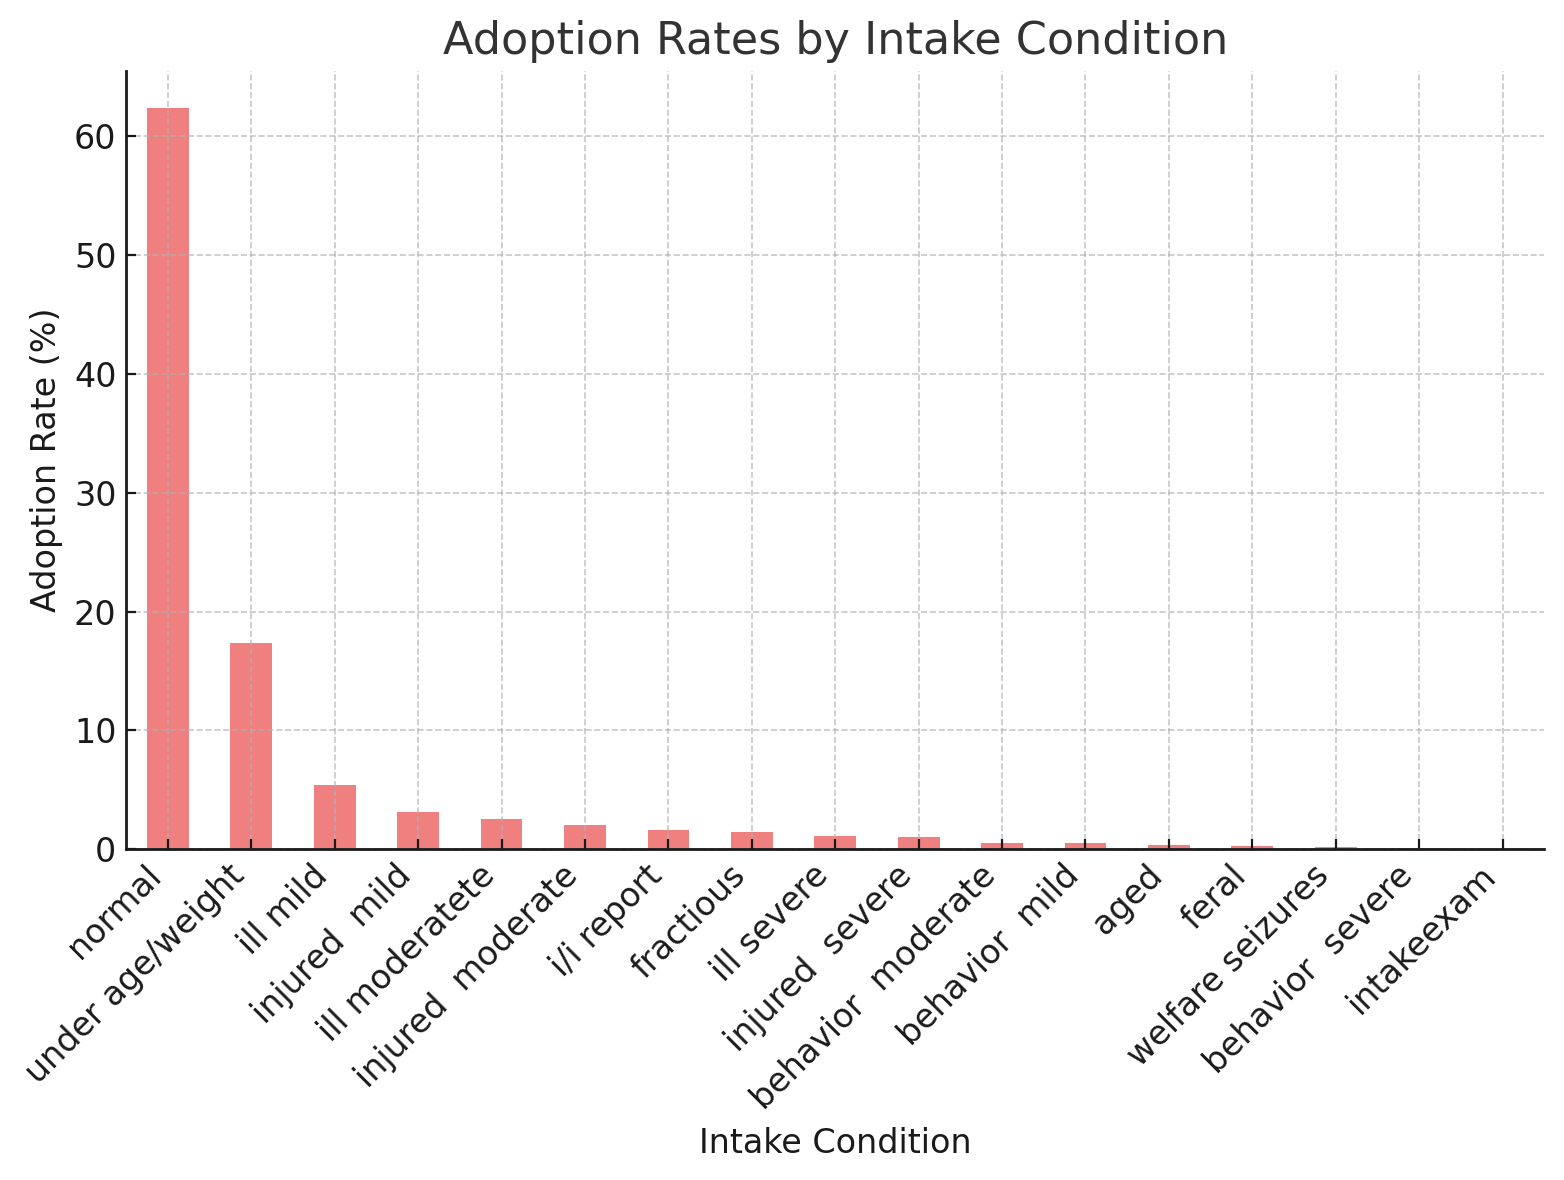 Adoption Rates by Intake Condition
Adoption Rate (%)
60
50
40
30
20
10
0
normal
under age/weight
ill mild
injured  mild
ill moderatete
injured  moderate
i/i report
fractious
ill severe
injured  severe
behavior  moderate
behavior  mild
aged
feral
welfare seizures
behavior  severe
intakeexam
Intake Condition